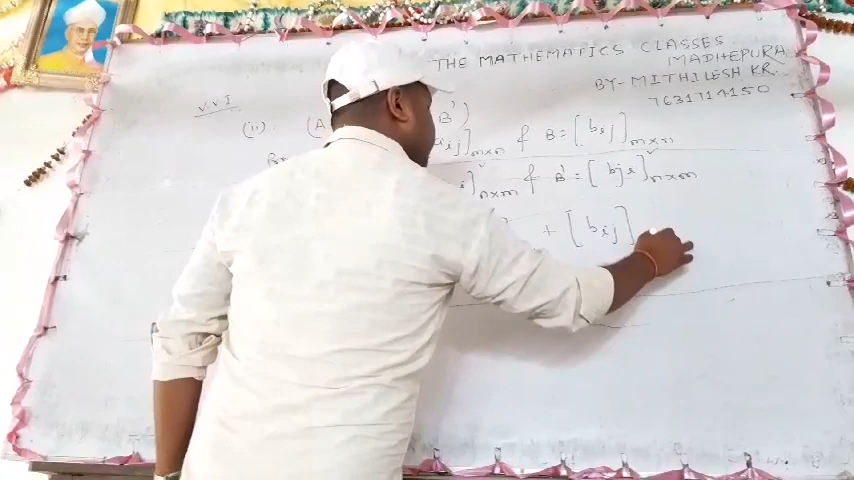 THE MATHEMATICS CLASSES
MADHEPURA
BY- MITHILESH KR.
7631714150
V.V.I
(ii) (A B')
ij]mxn & B = [bij]mxn
]nxm & B' = [bji]nxm
+ [bij]